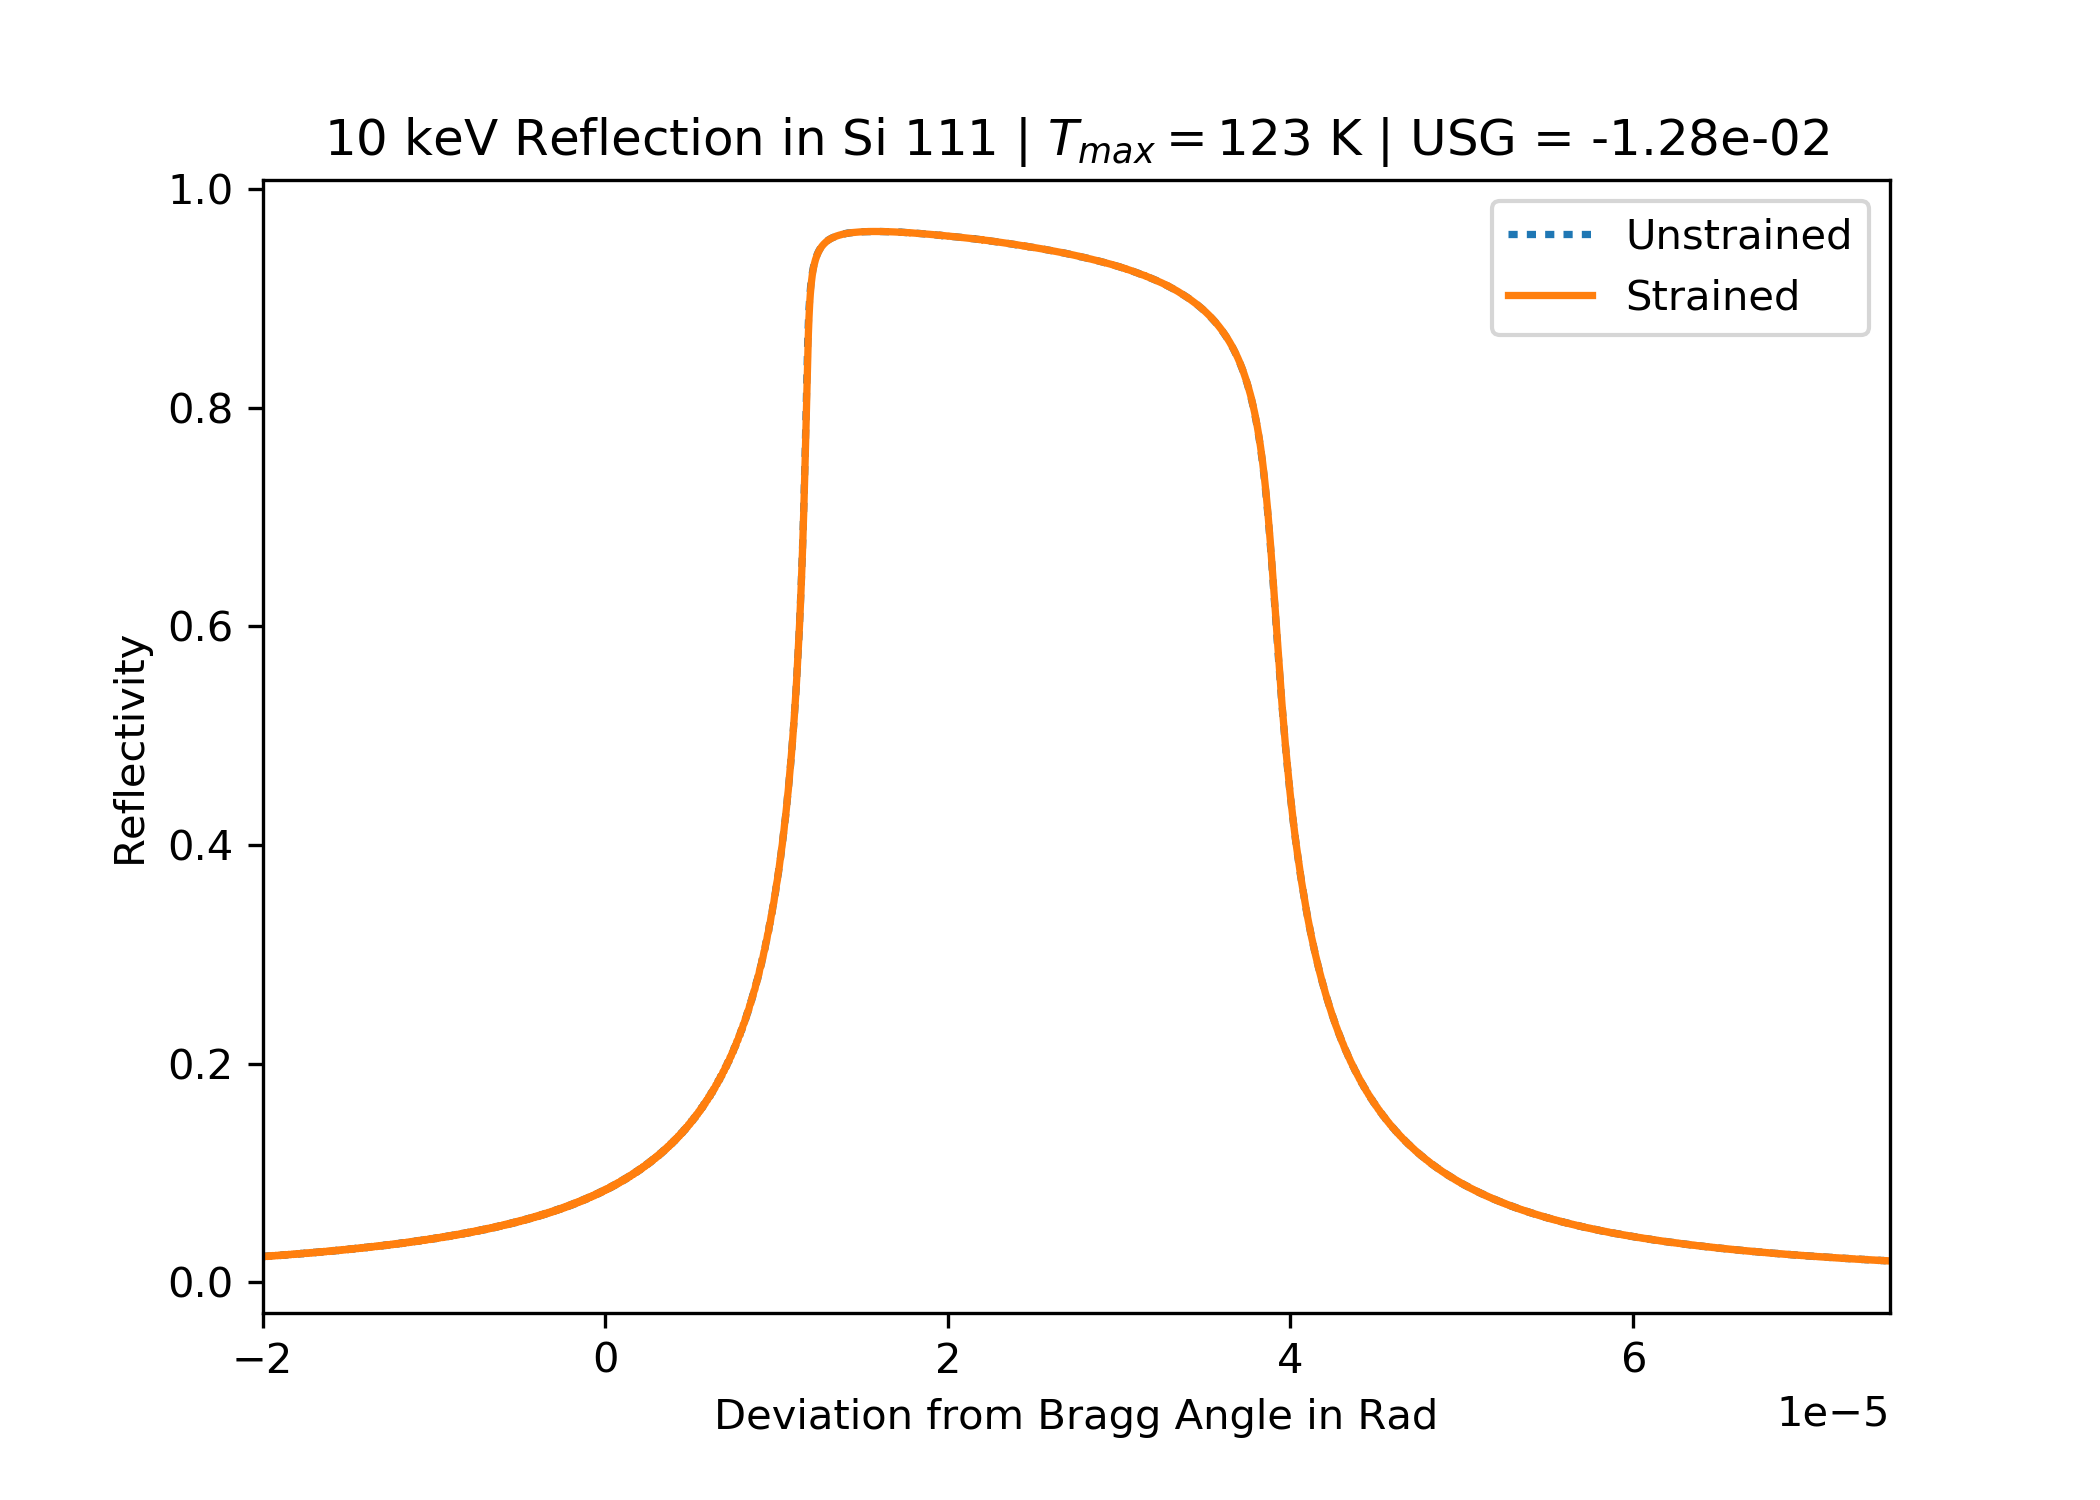 10 keV Reflection in Si 111 | T_max = 123 K | USG = -1.28e-02
Unstrained
Strained
Reflectivity
1.0
0.8
0.6
0.4
0.2
0.0
−2 0 2 4 6
1e−5
Deviation from Bragg Angle in Rad